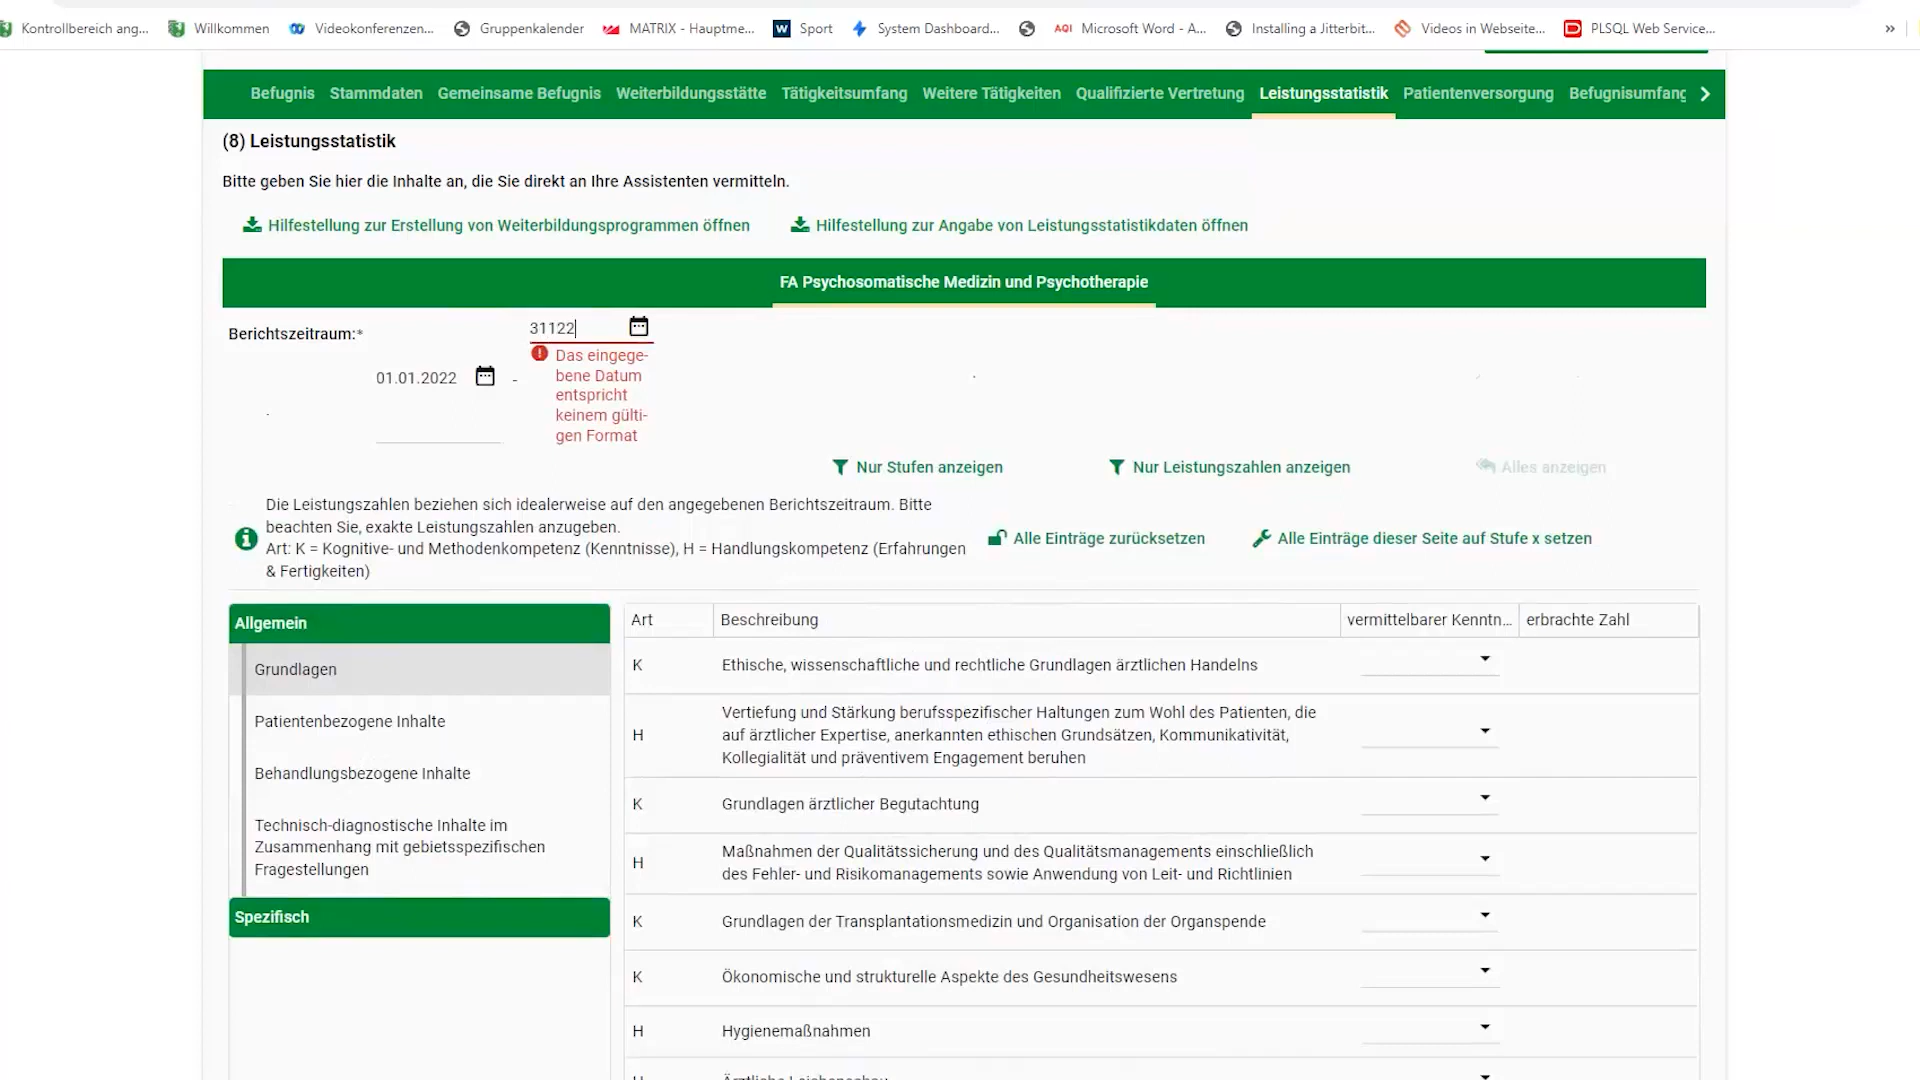 Kontrollbereich ang...
Willkommen
Videokonferenzen...
Gruppenkalender
MATRIX - Hauptme...
W Sport
System Dashboard...
AQI Microsoft Word - A...
Installing a Jitterbit...
Videos in Webseite...
PLSQL Web Service...
»
Befugnis
Stammdaten
Gemeinsame Befugnis
Weiterbildungsstätte
Tätigkeitsumfang
Weitere Tätigkeiten
Qualifizierte Vertretung
Leistungsstatistik
Patientenversorgung
Befugnisumfang
(8) Leistungsstatistik
Bitte geben Sie hier die Inhalte an, die Sie direkt an Ihre Assistenten vermitteln.
Hilfestellung zur Erstellung von Weiterbildungsprogrammen öffnen
Hilfestellung zur Angabe von Leistungsstatistikdaten öffnen
FA Psychosomatische Medizin und Psychotherapie
Berichtszeitraum:*
01.01.2022
-
31122
Das eingege-
bene Datum
entspricht
keinem gülti-
gen Format
Nur Stufen anzeigen
Nur Leistungszahlen anzeigen
Alles anzeigen
Die Leistungszahlen beziehen sich idealerweise auf den angegebenen Berichtszeitraum. Bitte
beachten Sie, exakte Leistungszahlen anzugeben.
Art: K = Kognitive- und Methodenkompetenz (Kenntnisse), H = Handlungskompetenz (Erfahrungen
& Fertigkeiten)
Alle Einträge zurücksetzen
Alle Einträge dieser Seite auf Stufe x setzen
Allgemein
Grundlagen
Patientenbezogene Inhalte
Behandlungsbezogene Inhalte
Technisch-diagnostische Inhalte im
Zusammenhang mit gebietsspezifischen
Fragestellungen
Spezifisch
Art
Beschreibung
vermittelbarer Kenntn...
erbrachte Zahl
K
Ethische, wissenschaftliche und rechtliche Grundlagen ärztlichen Handelns
H
Vertiefung und Stärkung berufsspezifischer Haltungen zum Wohl des Patienten, die
auf ärztlicher Expertise, anerkannten ethischen Grundsätzen, Kommunikativität,
Kollegialität und präventivem Engagement beruhen
K
Grundlagen ärztlicher Begutachtung
H
Maßnahmen der Qualitätssicherung und des Qualitätsmanagements einschließlich
des Fehler- und Risikomanagements sowie Anwendung von Leit- und Richtlinien
K
Grundlagen der Transplantationsmedizin und Organisation der Organspende
K
Ökonomische und strukturelle Aspekte des Gesundheitswesens
H
Hygienemaßnahmen
H
Ärztliche Leichenschau